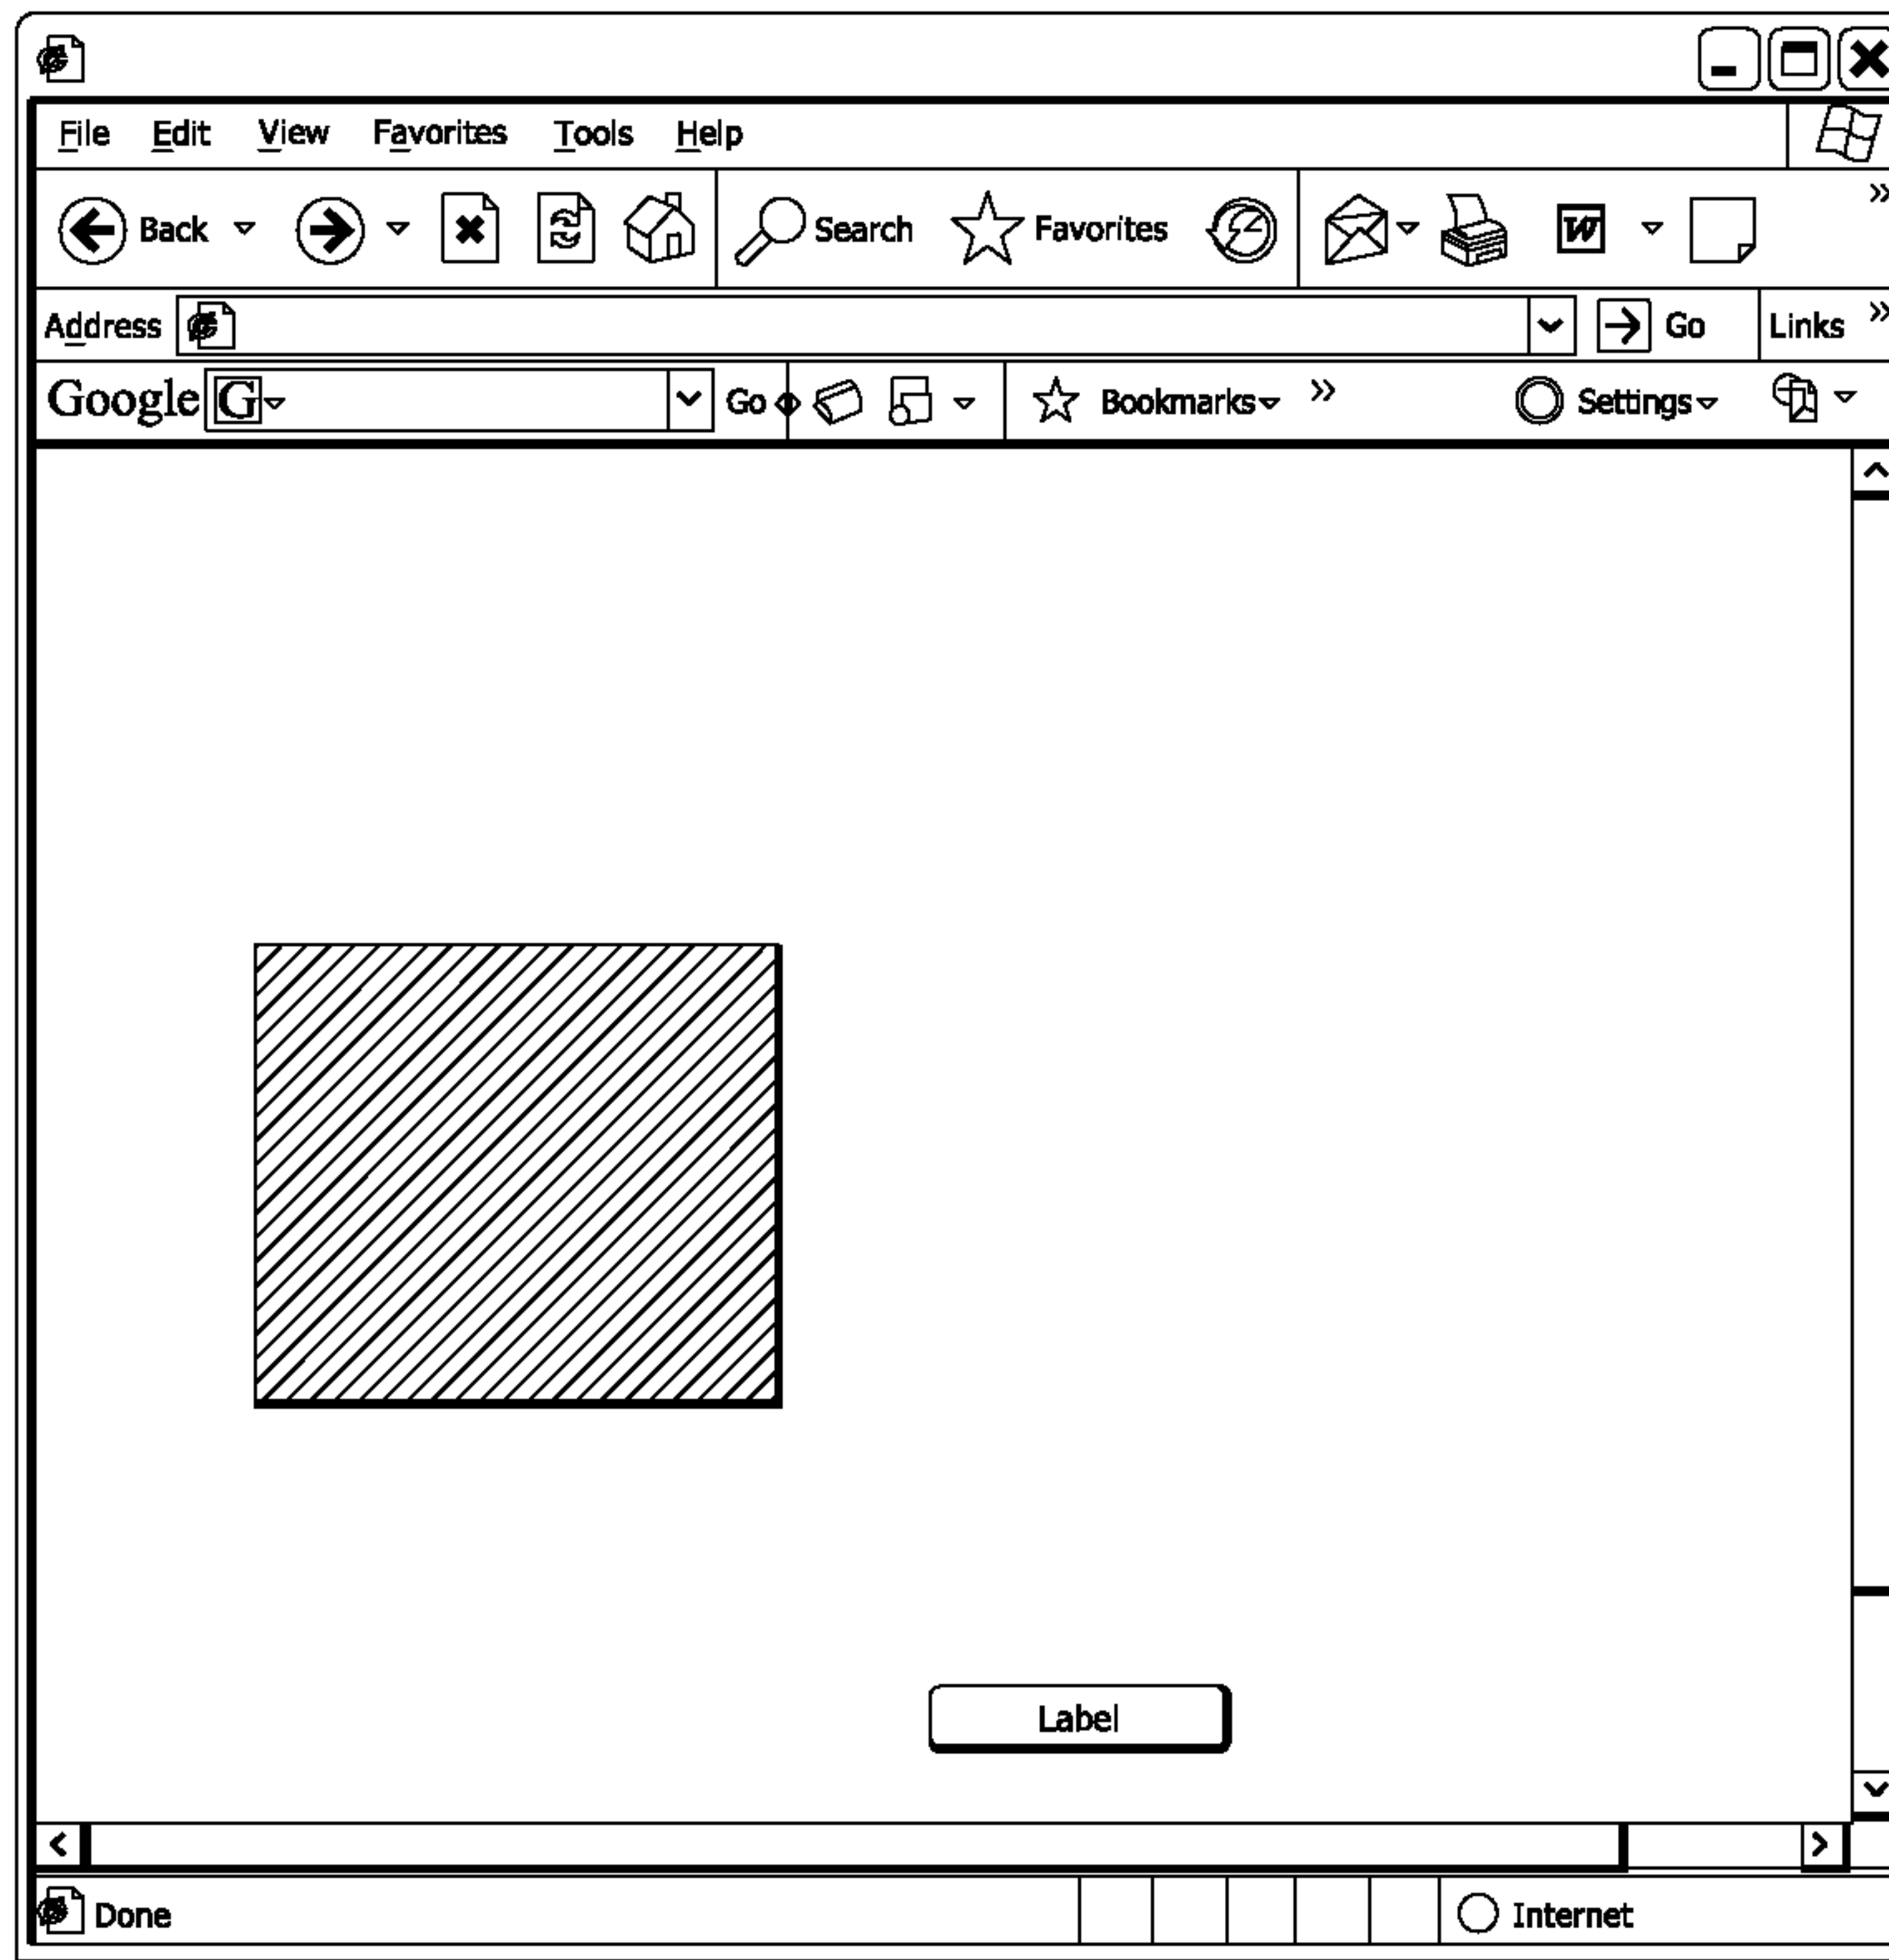 File Edit View Favorites Tools Help
Back Search Favorites W »
Address Go Links »
Google G Go Bookmarks » Settings
Label
Done Internet